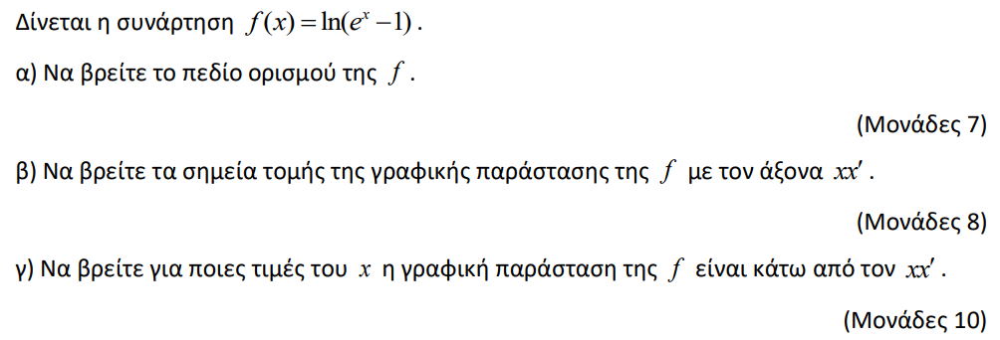 Δίνεται η συνάρτηση f(x) = ln(eˣ − 1) .
α) Να βρείτε το πεδίο ορισμού της f .
(Μονάδες 7)
β) Να βρείτε τα σημεία τομής της γραφικής παράστασης της f με τον άξονα xx′ .
(Μονάδες 8)
γ) Να βρείτε για ποιες τιμές του x η γραφική παράσταση της f είναι κάτω από τον xx′ .
(Μονάδες 10)